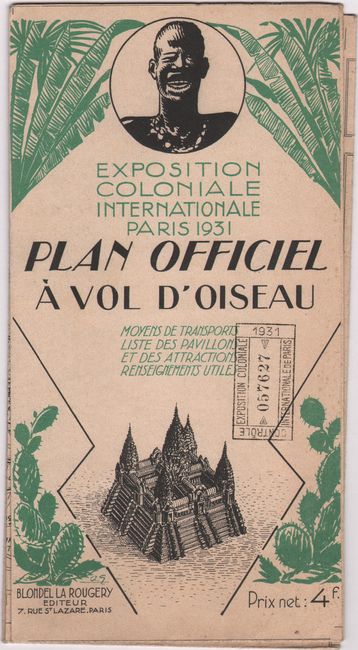 EXPOSITION
COLONIALE
INTERNATIONALE
PARIS 1931
PLAN OFFICIEL
À VOL D'OISEAU
MOYENS DE TRANSPORTS
LISTE DES PAVILLONS
ET DES ATTRACTIONS
RENSEIGNEMENTS UTILES
1931
EXPOSITION COLONIALE
057627
INTERNATIONALE DE PARIS
CONTRÔLE
BLONDEL LA ROUGERY
EDITEUR
7. RUE ST LAZARE. PARIS
Prix net : 4 F.